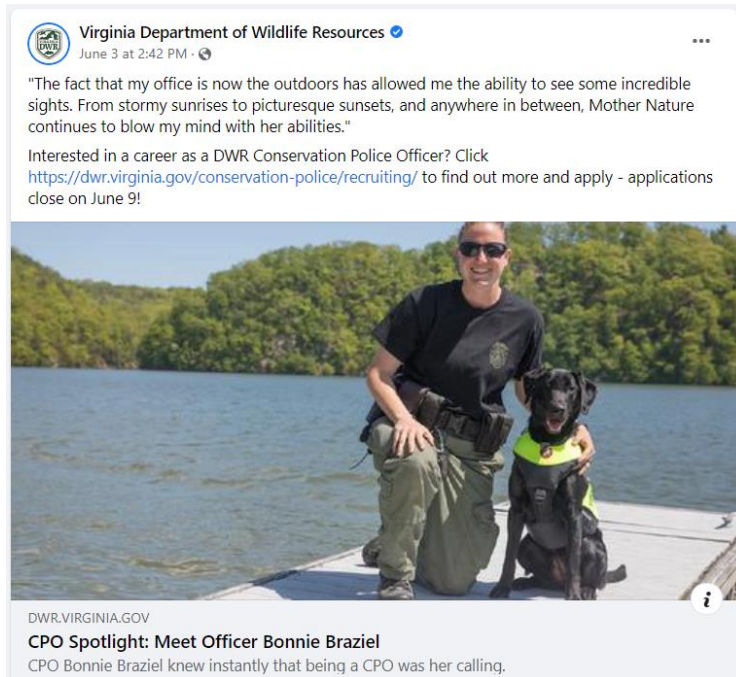 Virginia Department of Wildlife Resources
June 3 at 2:42 PM ·
"The fact that my office is now the outdoors has allowed me the ability to see some incredible
sights. From stormy sunrises to picturesque sunsets, and anywhere in between, Mother Nature
continues to blow my mind with her abilities."
Interested in a career as a DWR Conservation Police Officer? Click
https://dwr.virginia.gov/conservation-police/recruiting/ to find out more and apply - applications
close on June 9!
DWR.VIRGINIA.GOV
CPO Spotlight: Meet Officer Bonnie Braziel
CPO Bonnie Braziel knew instantly that being a CPO was her calling.